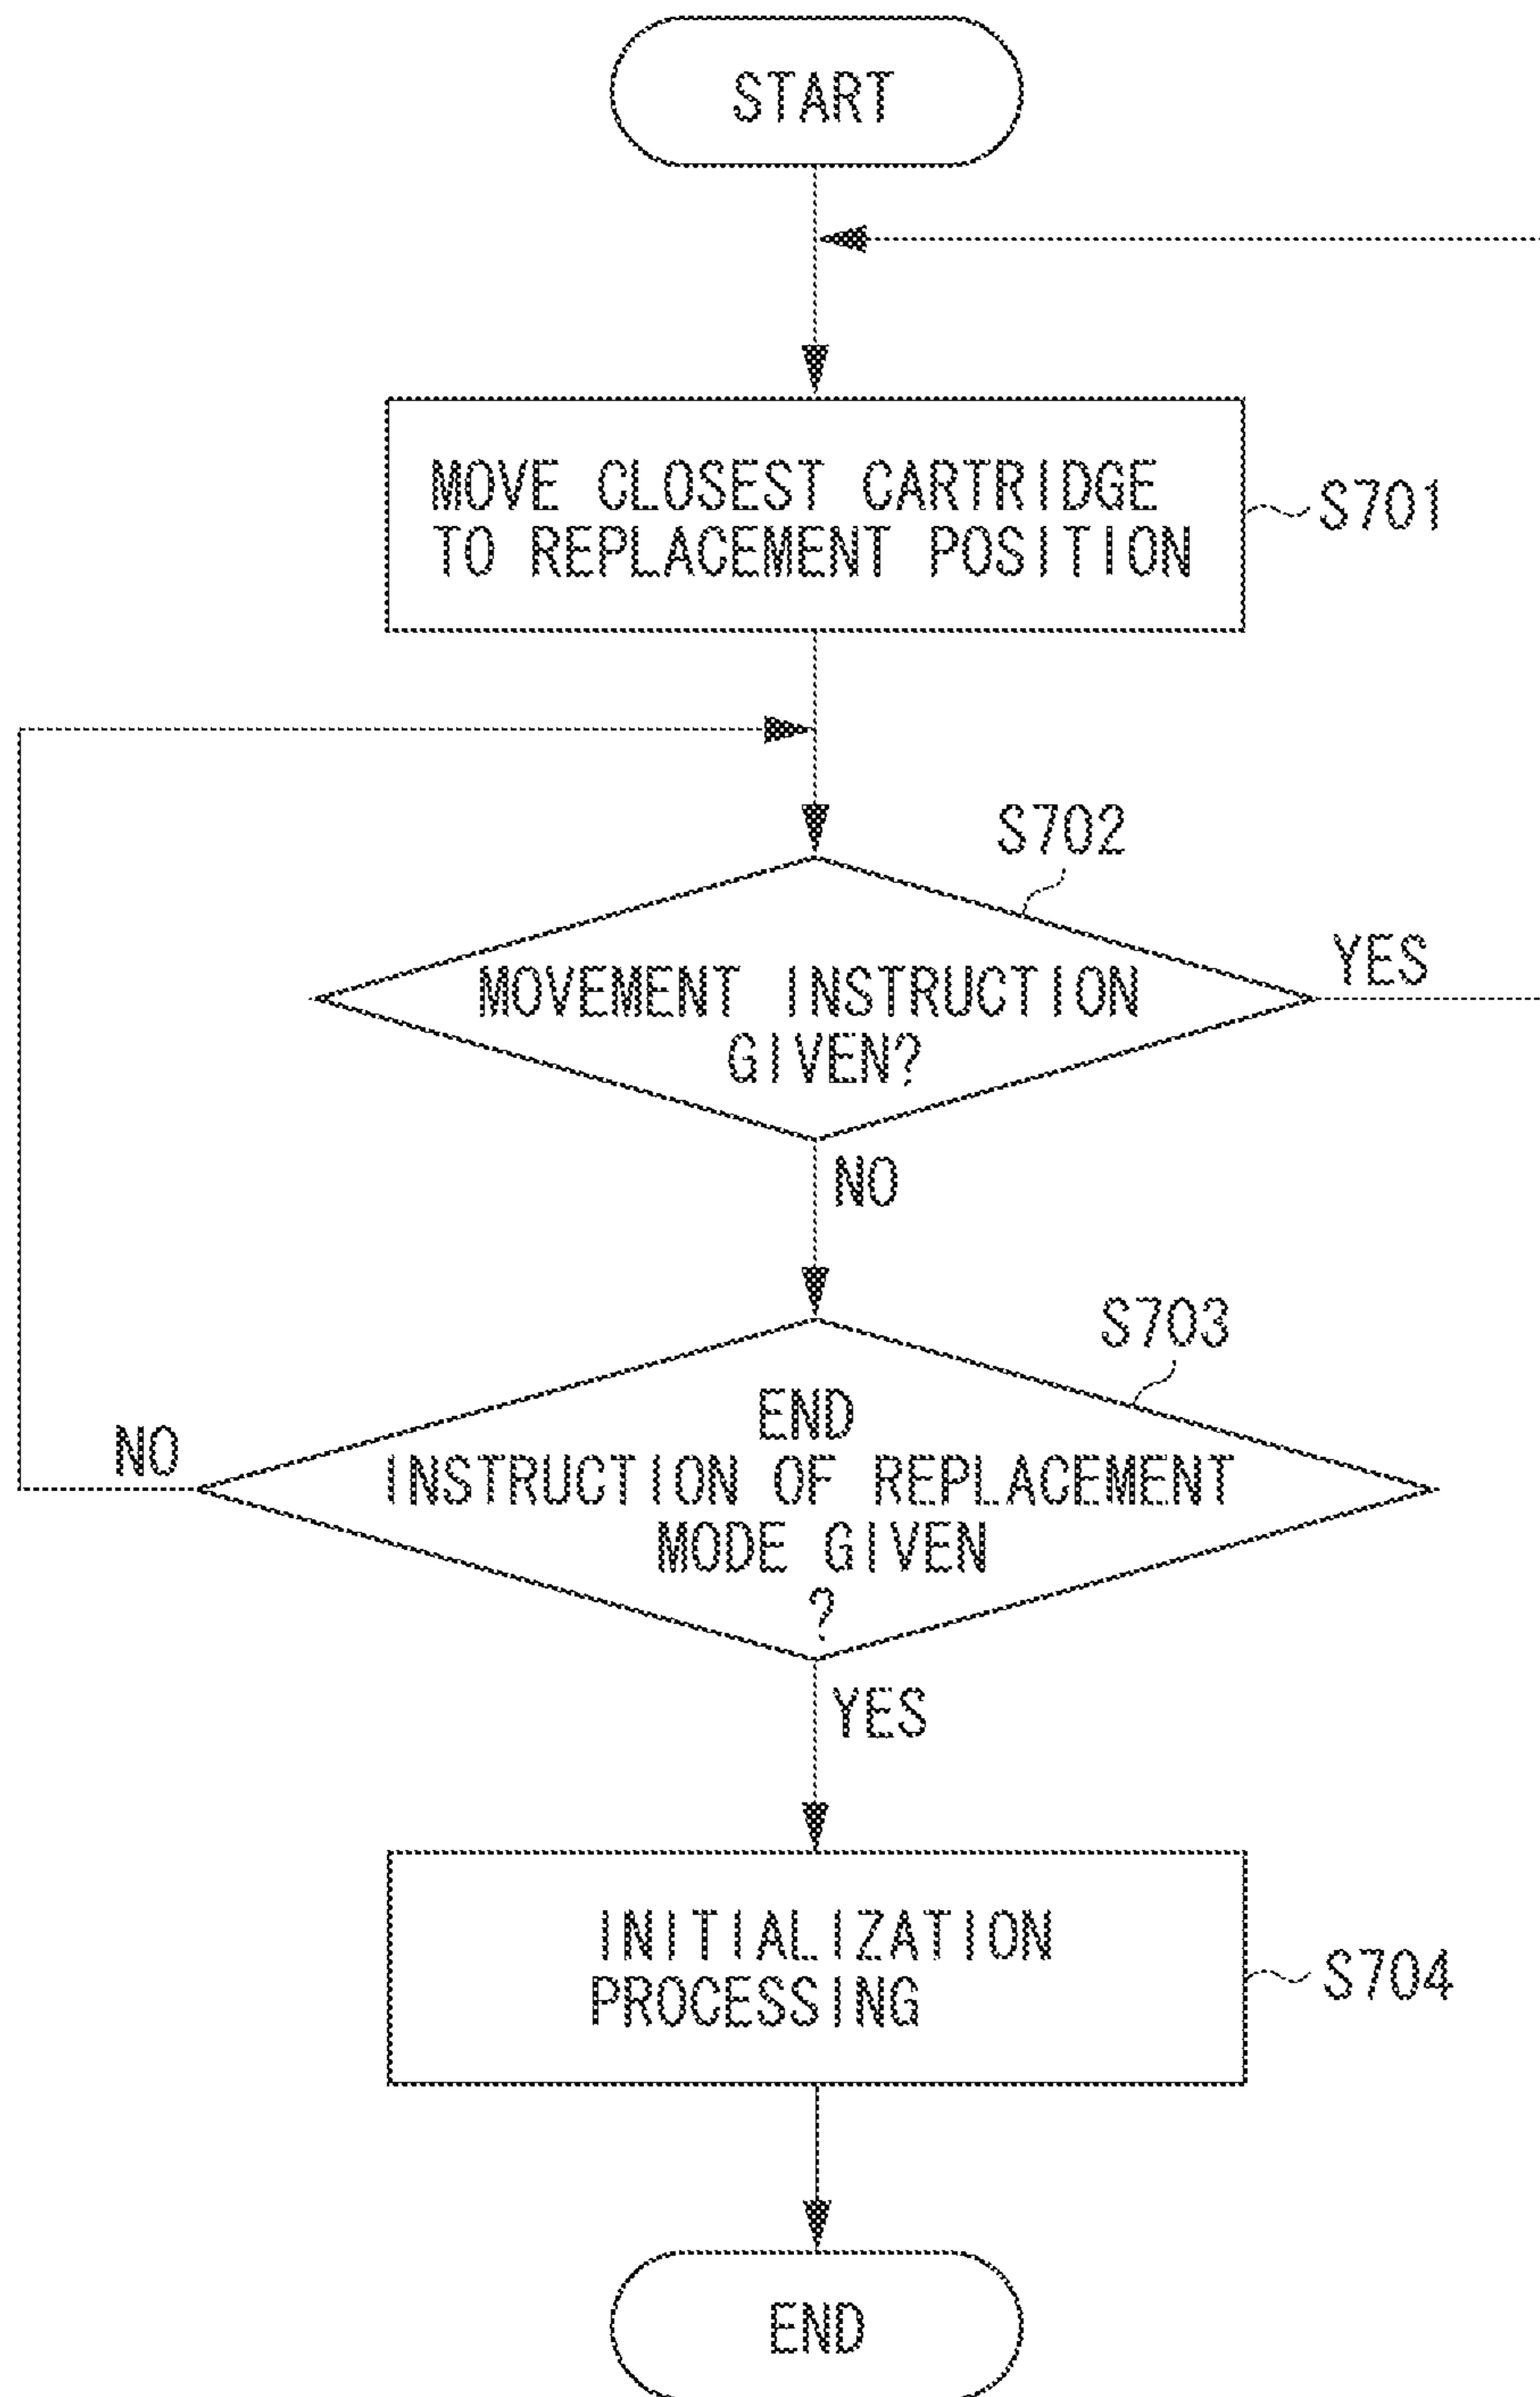 START
MOVE CLOSEST CARTRIDGE
TO REPLACEMENT POSITION
S701
S702
YES
MOVEMENT INSTRUCTION
GIVEN?
NO
S703
END
INSTRUCTION OF REPLACEMENT
MODE GIVEN
?
NO
YES
INITIALIZATION
PROCESSING
S704
END